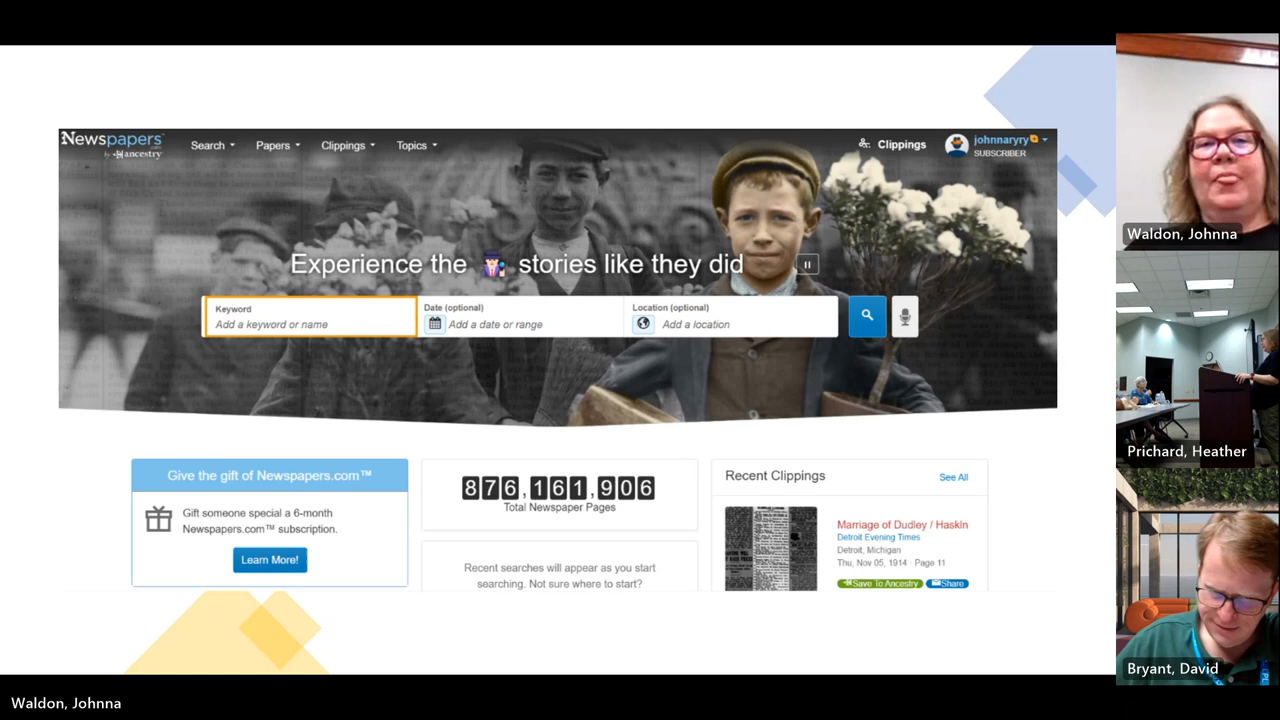 Newspapers
.com
by ancestry
Search
Papers
Clippings
Topics
Clippings
johnnaryry
SUBSCRIBER
Experience the stories like they did
Keyword
Add a keyword or name
Date (optional)
Add a date or range
Location (optional)
Add a location
Give the gift of Newspapers.com™
Gift someone special a 6-month
Newspapers.com™ subscription.
Learn More!
876,161,906
Total Newspaper Pages
Recent searches will appear as you start
searching. Not sure where to start?
Recent Clippings
See All
Marriage of Dudley / Haskln
Detroit Evening Times
Detroit, Michigan
Thu, Nov 05, 1914 · Page 11
Save To Ancestry
Share
Waldon, Johnna
Prichard, Heather
Bryant, David
Waldon, Johnna